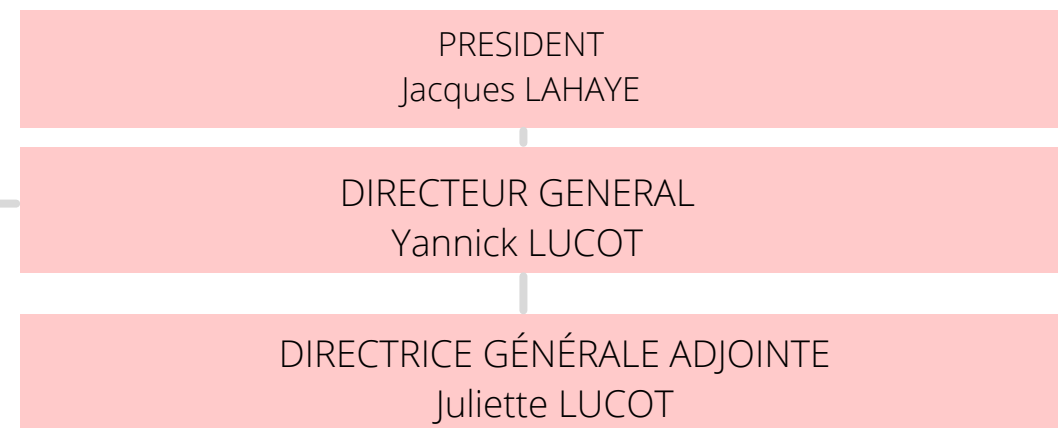 PRESIDENT
Jacques LAHAYE
DIRECTEUR GENERAL
Yannick LUCOT
DIRECTRICE GÉNÉRALE ADJOINTE
Juliette LUCOT